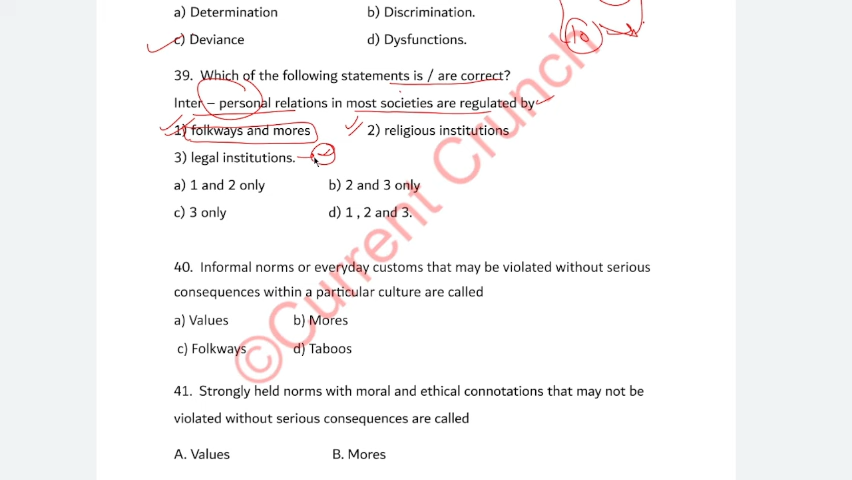 a) Determination b) Discrimination.
c) Deviance d) Dysfunctions.
10
39. Which of the following statements is / are correct?
Inter – personal relations in most societies are regulated by
1) folkways and mores 2) religious institutions
3) legal institutions.
a) 1 and 2 only b) 2 and 3 only
c) 3 only d) 1 , 2 and 3.
40. Informal norms or everyday customs that may be violated without serious
consequences within a particular culture are called
a) Values b) Mores
c) Folkways d) Taboos
41. Strongly held norms with moral and ethical connotations that may not be
violated without serious consequences are called
A. Values B. Mores
©Current Crunch